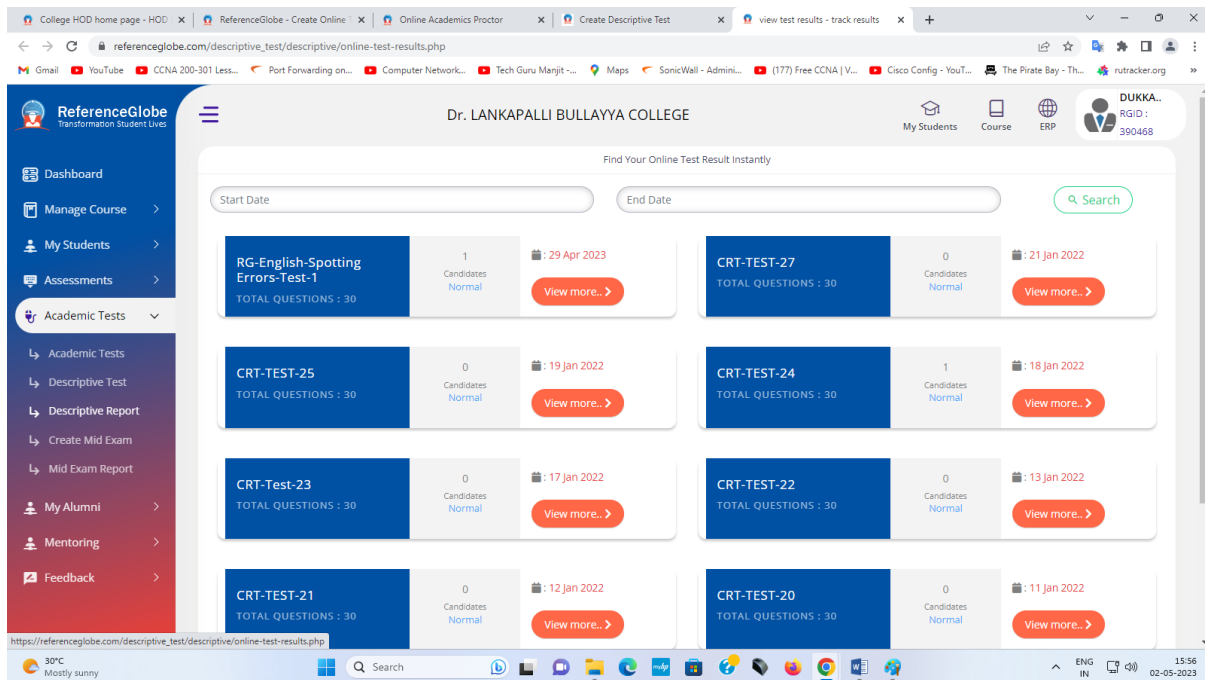 College HOD home page - HOD
ReferenceGlobe - Create Online
Online Academics Proctor
Create Descriptive Test
view test results - track results
referenceglobe.com/descriptive_test/descriptive/online-test-results.php
Gmail
YouTube
CCNA 200-301 Less...
Port Forwarding on...
Computer Network...
Tech Guru Manjit -...
Maps
SonicWall - Admini...
(177) Free CCNA | V...
Cisco Config - YouT...
The Pirate Bay - Th...
rutracker.org
»
ReferenceGlobe
Transformation Student Lives
Dr. LANKAPALLI BULLAYYA COLLEGE
My Students
Course
ERP
DUKKA..
RGID :
390468
Dashboard
Manage Course
My Students
Assessments
Academic Tests
Academic Tests
Descriptive Test
Descriptive Report
Create Mid Exam
Mid Exam Report
My Alumni
Mentoring
Feedback
Find Your Online Test Result Instantly
Start Date
End Date
Search
RG-English-Spotting
Errors-Test-1
TOTAL QUESTIONS : 30
1
Candidates
Normal
: 29 Apr 2023
View more..
CRT-TEST-27
TOTAL QUESTIONS : 30
0
Candidates
Normal
: 21 Jan 2022
View more..
CRT-TEST-25
TOTAL QUESTIONS : 30
0
Candidates
Normal
: 19 Jan 2022
View more..
CRT-TEST-24
TOTAL QUESTIONS : 30
1
Candidates
Normal
: 18 Jan 2022
View more..
CRT-Test-23
TOTAL QUESTIONS : 30
0
Candidates
Normal
: 17 Jan 2022
View more..
CRT-TEST-22
TOTAL QUESTIONS : 30
0
Candidates
Normal
: 13 Jan 2022
View more..
CRT-TEST-21
TOTAL QUESTIONS : 30
0
Candidates
Normal
: 12 Jan 2022
View more..
CRT-TEST-20
TOTAL QUESTIONS : 30
0
Candidates
Normal
: 11 Jan 2022
View more..
https://referenceglobe.com/descriptive_test/descriptive/online-test-results.php
30°C
Mostly sunny
Search
ENG
IN
15:56
02-05-2023